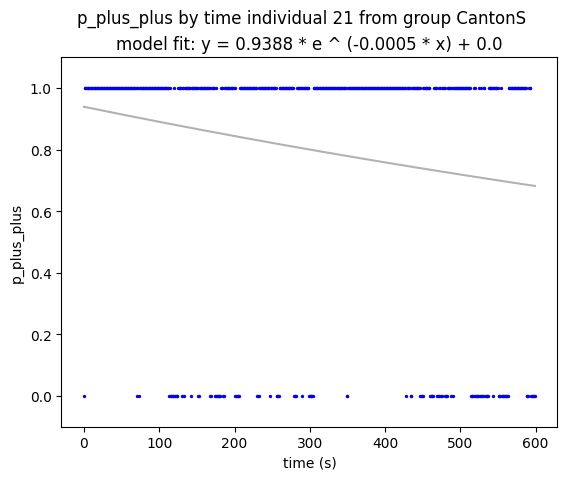 p_plus_plus by time individual 21 from group CantonS
model fit: y = 0.9388 * e ^ (-0.0005 * x) + 0.0
1.0
0.8
0.6
0.4
0.2
0.0
p_plus_plus
0 100 200 300 400 500 600
time (s)